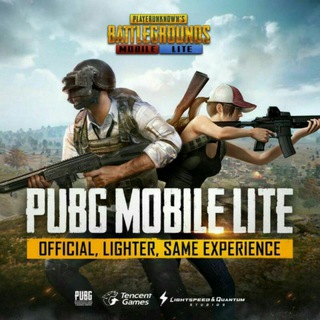 PLAYERUNKNOWN'S
BATTLEGROUNDS
MOBILE LITE
PUBG MOBILE LITE
OFFICIAL, LIGHTER, SAME EXPERIENCE
PUBG Tencent Games LIGHTSPEED & QUANTUM
STUDIOS